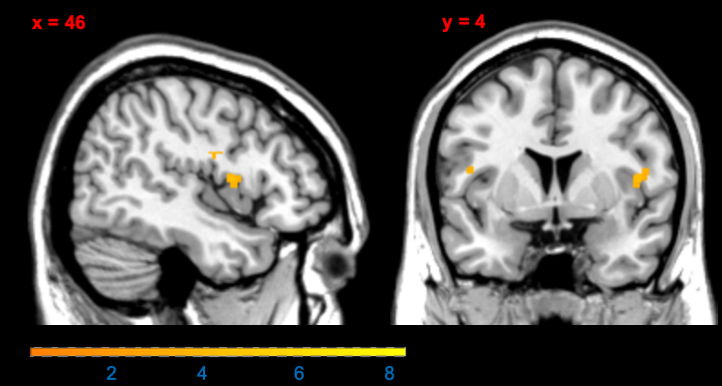 x = 46
y = 4
2 4 6 8